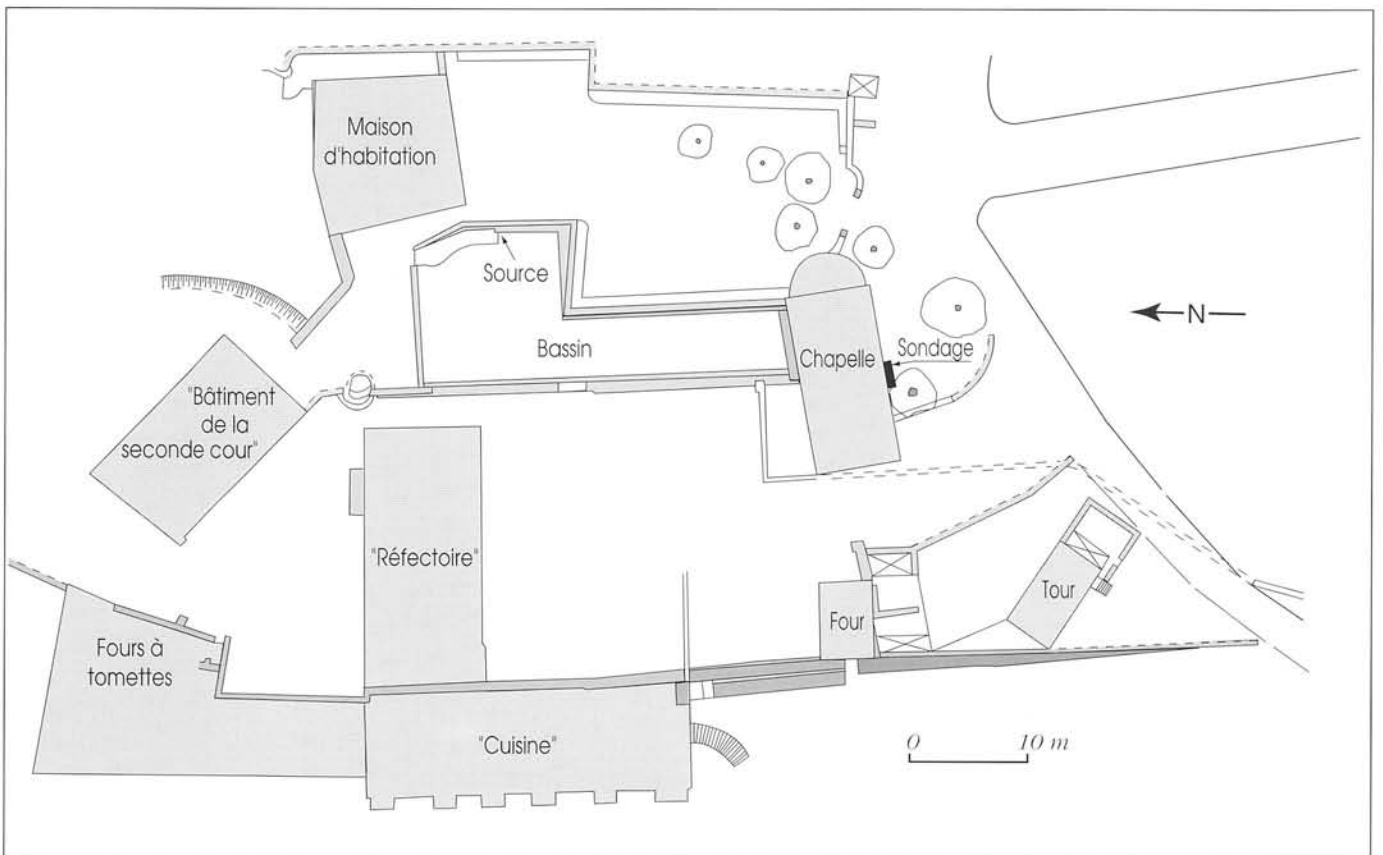 Maison
d'habitation
Source
N
Bassin
Chapelle
Sondage
"Bâtiment
de la
seconde cour"
"Réfectoire"
Four
Tour
Fours à
tomettes
"Cuisine"
0 10 m